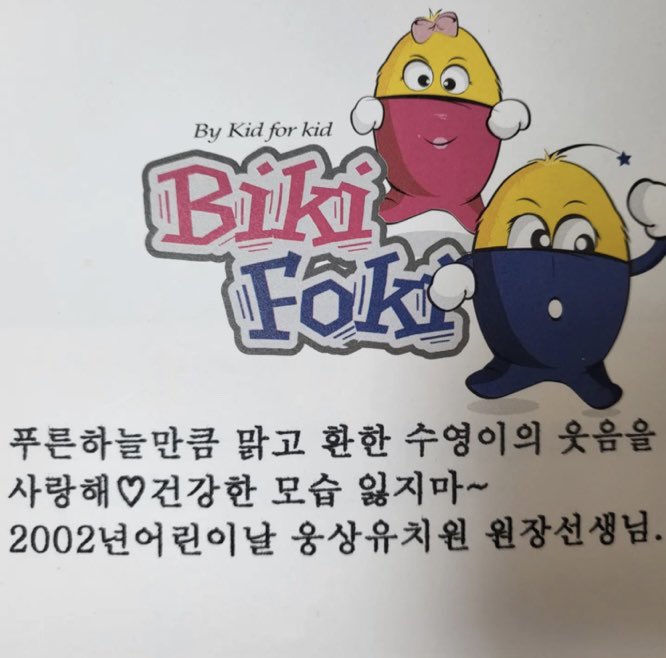 By Kid for kid
Biki
Foki
푸른하늘만큼 맑고 환한 수영이의 웃음을
사랑해♡건강한 모습 잃지마~
2002년어린이날 웅상유치원 원장선생님.